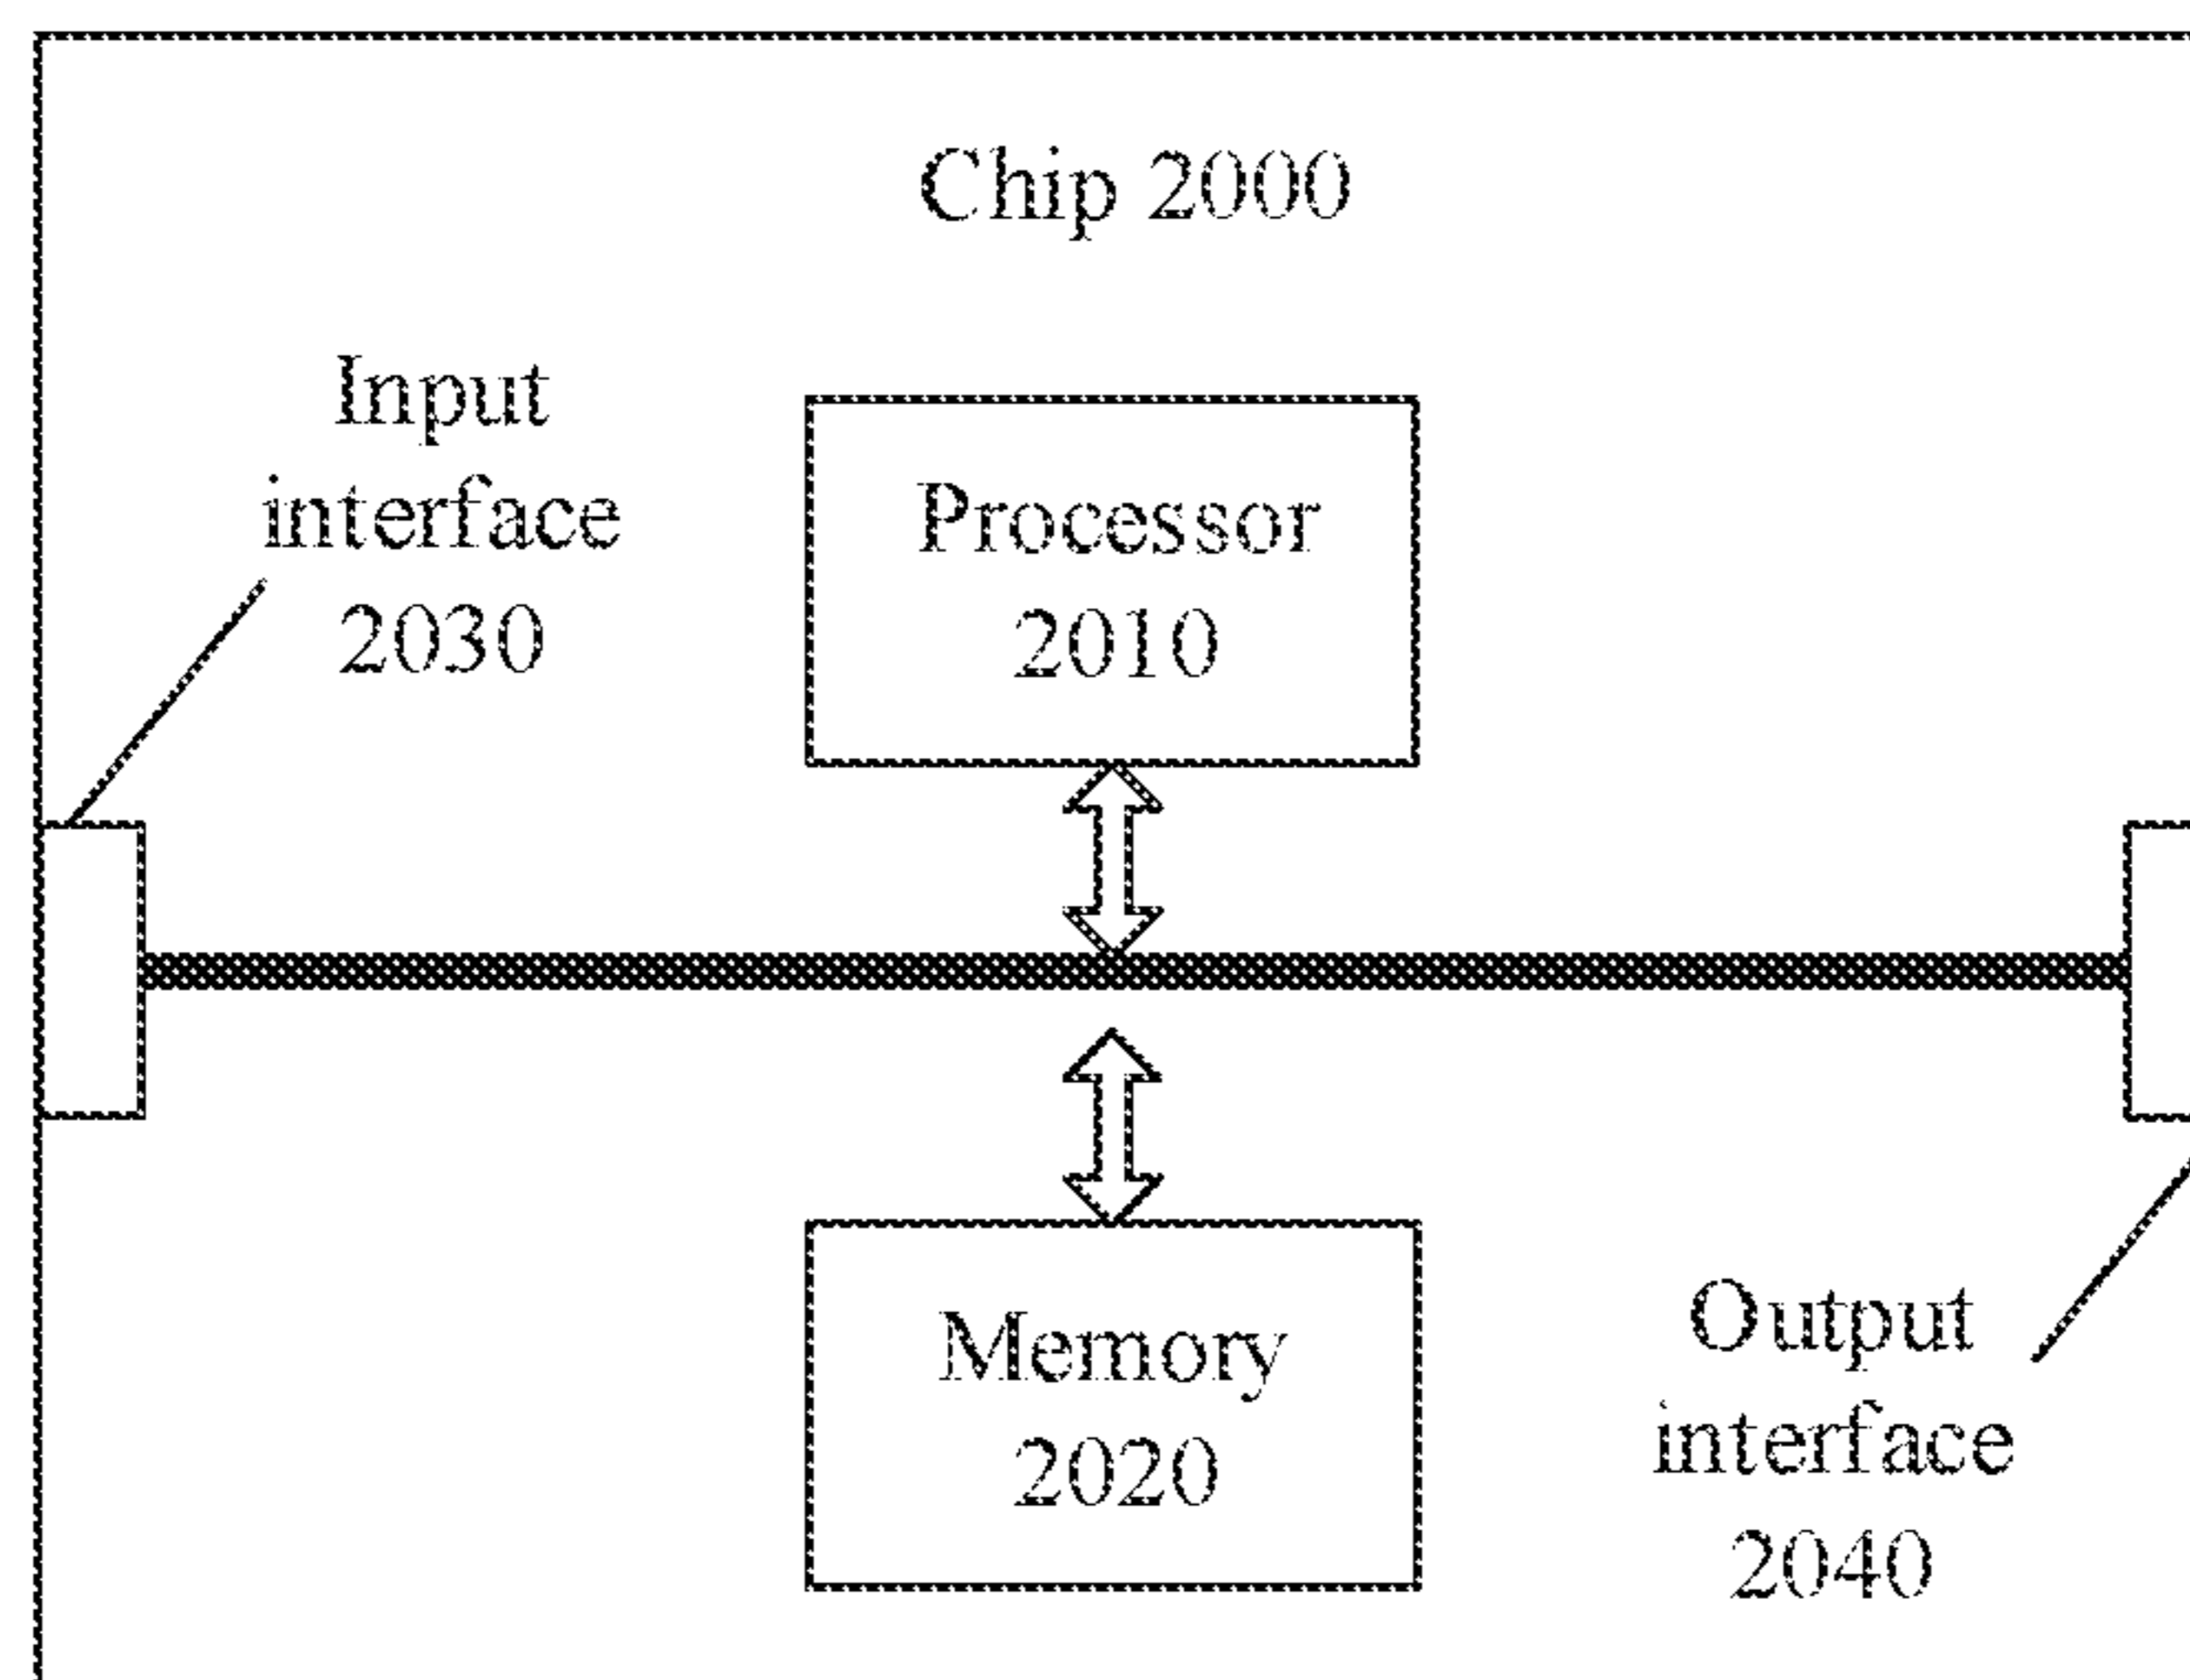 Chip 2000
Input
interface
2030
Processor
2010
Memory
2020
Output
interface
2040